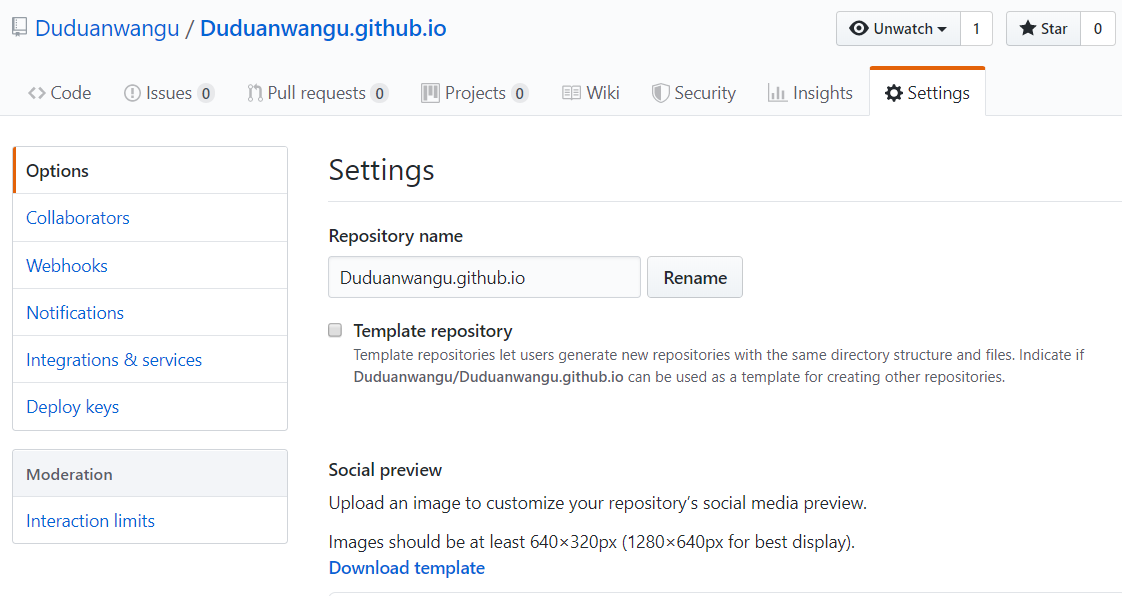 Duduanwangu / Duduanwangu.github.io
Unwatch 1 Star 0
Code Issues 0 Pull requests 0 Projects 0 Wiki Security Insights Settings
Options
Collaborators
Webhooks
Notifications
Integrations & services
Deploy keys
Moderation
Interaction limits
Settings
Repository name
Duduanwangu.github.io Rename
Template repository
Template repositories let users generate new repositories with the same directory structure and files. Indicate if
Duduanwangu/Duduanwangu.github.io can be used as a template for creating other repositories.
Social preview
Upload an image to customize your repository’s social media preview.
Images should be at least 640×320px (1280×640px for best display).
Download template